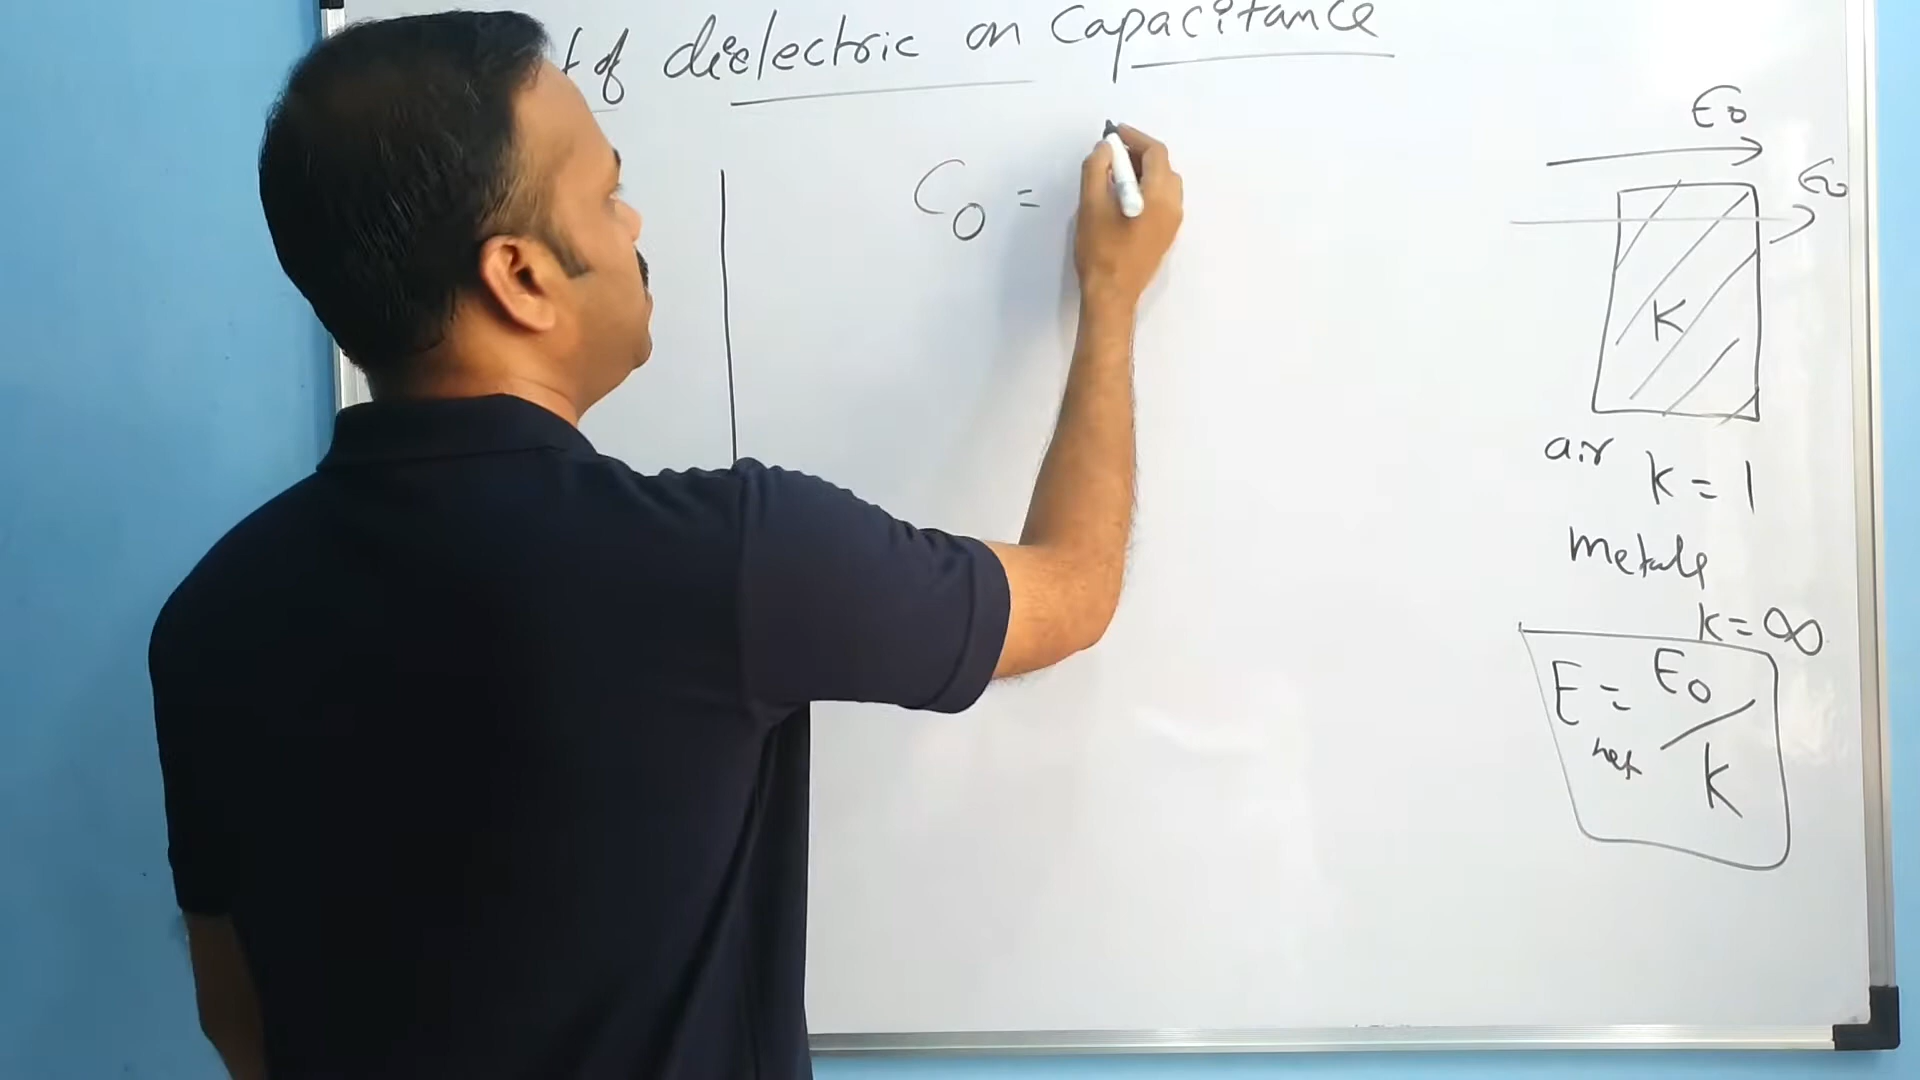 t of dielectric on Capacitance
C₀ =
E₀
E₀
K
air K = 1
metals
K = ∞
E net = E₀ / K